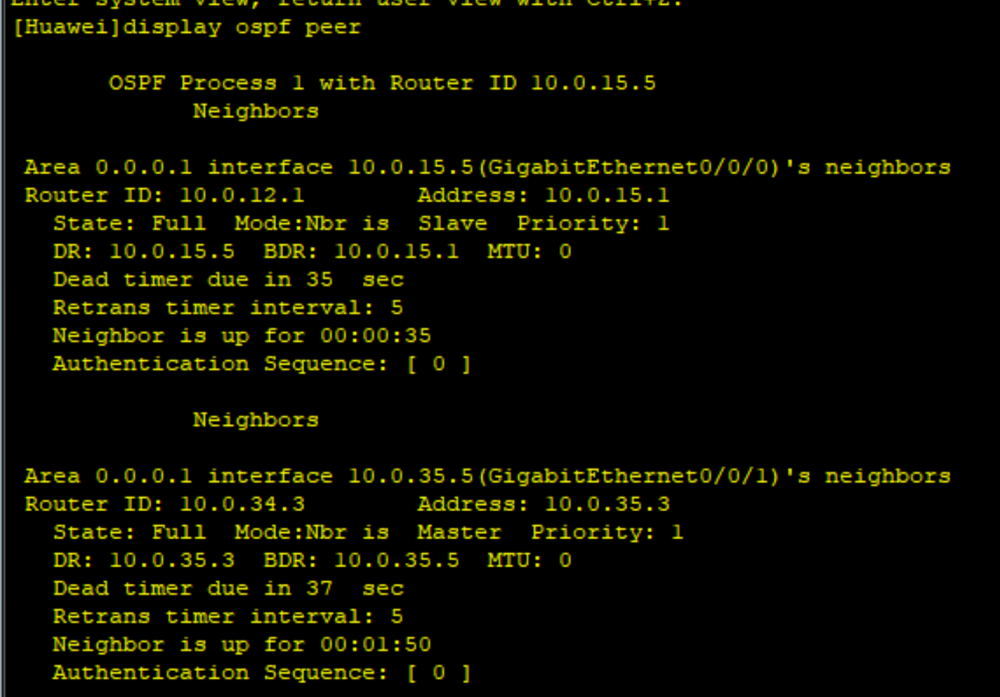 Enter system view, return user view with Ctrl+Z.
[Huawei]display ospf peer
OSPF Process 1 with Router ID 10.0.15.5
Neighbors
Area 0.0.0.1 interface 10.0.15.5(GigabitEthernet0/0/0)'s neighbors
Router ID: 10.0.12.1 Address: 10.0.15.1
State: Full Mode:Nbr is Slave Priority: 1
DR: 10.0.15.5 BDR: 10.0.15.1 MTU: 0
Dead timer due in 35 sec
Retrans timer interval: 5
Neighbor is up for 00:00:35
Authentication Sequence: [ 0 ]
Neighbors
Area 0.0.0.1 interface 10.0.35.5(GigabitEthernet0/0/1)'s neighbors
Router ID: 10.0.34.3 Address: 10.0.35.3
State: Full Mode:Nbr is Master Priority: 1
DR: 10.0.35.3 BDR: 10.0.35.5 MTU: 0
Dead timer due in 37 sec
Retrans timer interval: 5
Neighbor is up for 00:01:50
Authentication Sequence: [ 0 ]